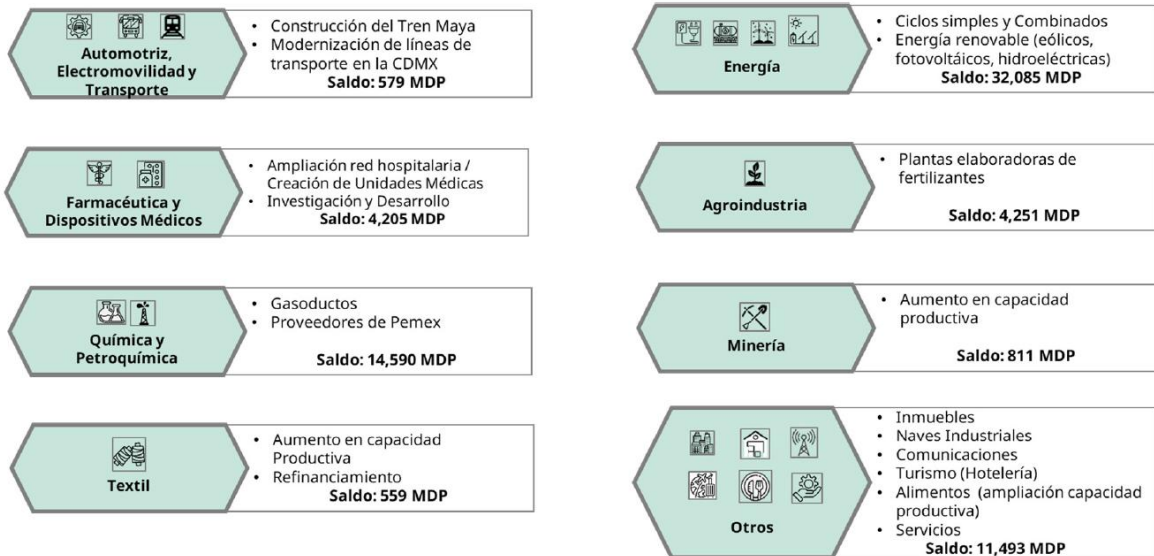 Automotriz,
Electromovilidad y
Transporte
• Construcción del Tren Maya
• Modernización de líneas de
transporte en la CDMX
Saldo: 579 MDP
Farmacéutica y
Dispositivos Médicos
• Ampliación red hospitalaria /
Creación de Unidades Médicas
• Investigación y Desarrollo
Saldo: 4,205 MDP
Química y
Petroquímica
• Gasoductos
• Proveedores de Pemex
Saldo: 14,590 MDP
Textil
• Aumento en capacidad
Productiva
• Refinanciamiento
Saldo: 559 MDP
Energía
• Ciclos simples y Combinados
• Energía renovable (eólicos,
fotovoltáicos, hidroeléctricas)
Saldo: 32,085 MDP
Agroindustria
• Plantas elaboradoras de
fertilizantes
Saldo: 4,251 MDP
Minería
• Aumento en capacidad
productiva
Saldo: 811 MDP
Otros
• Inmuebles
• Naves Industriales
• Comunicaciones
• Turismo (Hotelería)
• Alimentos (ampliación capacidad
productiva)
• Servicios
Saldo: 11,493 MDP